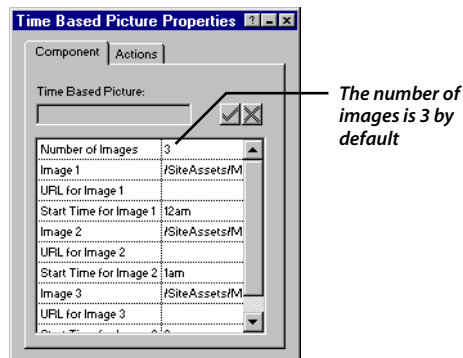 Time Based Picture Properties
Component Actions
Time Based Picture:
The number of
images is 3 by
default
Number of Images 3
Image 1 /SiteAssets/M
URL for Image 1
Start Time for Image 1 12am
Image 2 /SiteAssets/M
URL for Image 2
Start Time for Image 2 1am
Image 3 /SiteAssets/M
URL for Image 3